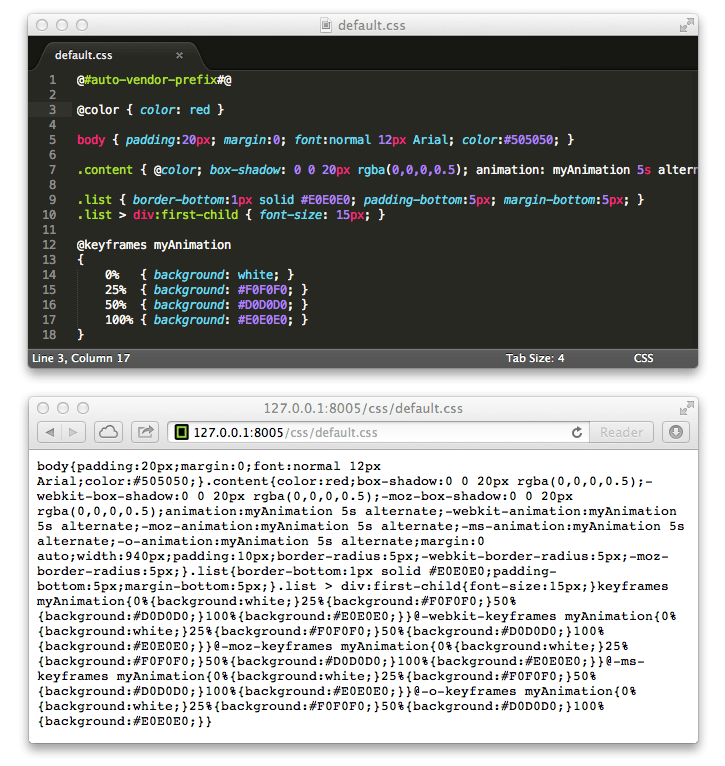 default.css
default.css ×
1 @#auto-vendor-prefix#@
2
3 @color { color: red }
4
5 body { padding:20px; margin:0; font:normal 12px Arial; color:#505050; }
6
7 .content { @color; box-shadow: 0 0 20px rgba(0,0,0,0.5); animation: myAnimation 5s altern
8
9 .list { border-bottom:1px solid #E0E0E0; padding-bottom:5px; margin-bottom:5px; }
10 .list > div:first-child { font-size: 15px; }
11
12 @keyframes myAnimation
13 {
14 0% { background: white; }
15 25% { background: #F0F0F0; }
16 50% { background: #D0D0D0; }
17 100% { background: #E0E0E0; }
18 }
Line 3, Column 17 Tab Size: 4 CSS
127.0.0.1:8005/css/default.css
127.0.0.1:8005/css/default.css Reader
body{padding:20px;margin:0;font:normal 12px
Arial;color:#505050;}.content{color:red;box-shadow:0 0 20px rgba(0,0,0,0.5);-
webkit-box-shadow:0 0 20px rgba(0,0,0,0.5);-moz-box-shadow:0 0 20px
rgba(0,0,0,0.5);animation:myAnimation 5s alternate;-webkit-animation:myAnimation
5s alternate;-moz-animation:myAnimation 5s alternate;-ms-animation:myAnimation 5s
alternate;-o-animation:myAnimation 5s alternate;margin:0
auto;width:940px;padding:10px;border-radius:5px;-webkit-border-radius:5px;-moz-
border-radius:5px;}.list{border-bottom:1px solid #E0E0E0;padding-
bottom:5px;margin-bottom:5px;}.list > div:first-child{font-size:15px;}keyframes
myAnimation{0%{background:white;}25%{background:#F0F0F0;}50%
{background:#D0D0D0;}100%{background:#E0E0E0;}}@-webkit-keyframes myAnimation{0%
{background:white;}25%{background:#F0F0F0;}50%{background:#D0D0D0;}100%
{background:#E0E0E0;}}@-moz-keyframes myAnimation{0%{background:white;}25%
{background:#F0F0F0;}50%{background:#D0D0D0;}100%{background:#E0E0E0;}}@-ms-
keyframes myAnimation{0%{background:white;}25%{background:#F0F0F0;}50%
{background:#D0D0D0;}100%{background:#E0E0E0;}}@-o-keyframes myAnimation{0%
{background:white;}25%{background:#F0F0F0;}50%{background:#D0D0D0;}100%
{background:#E0E0E0;}}